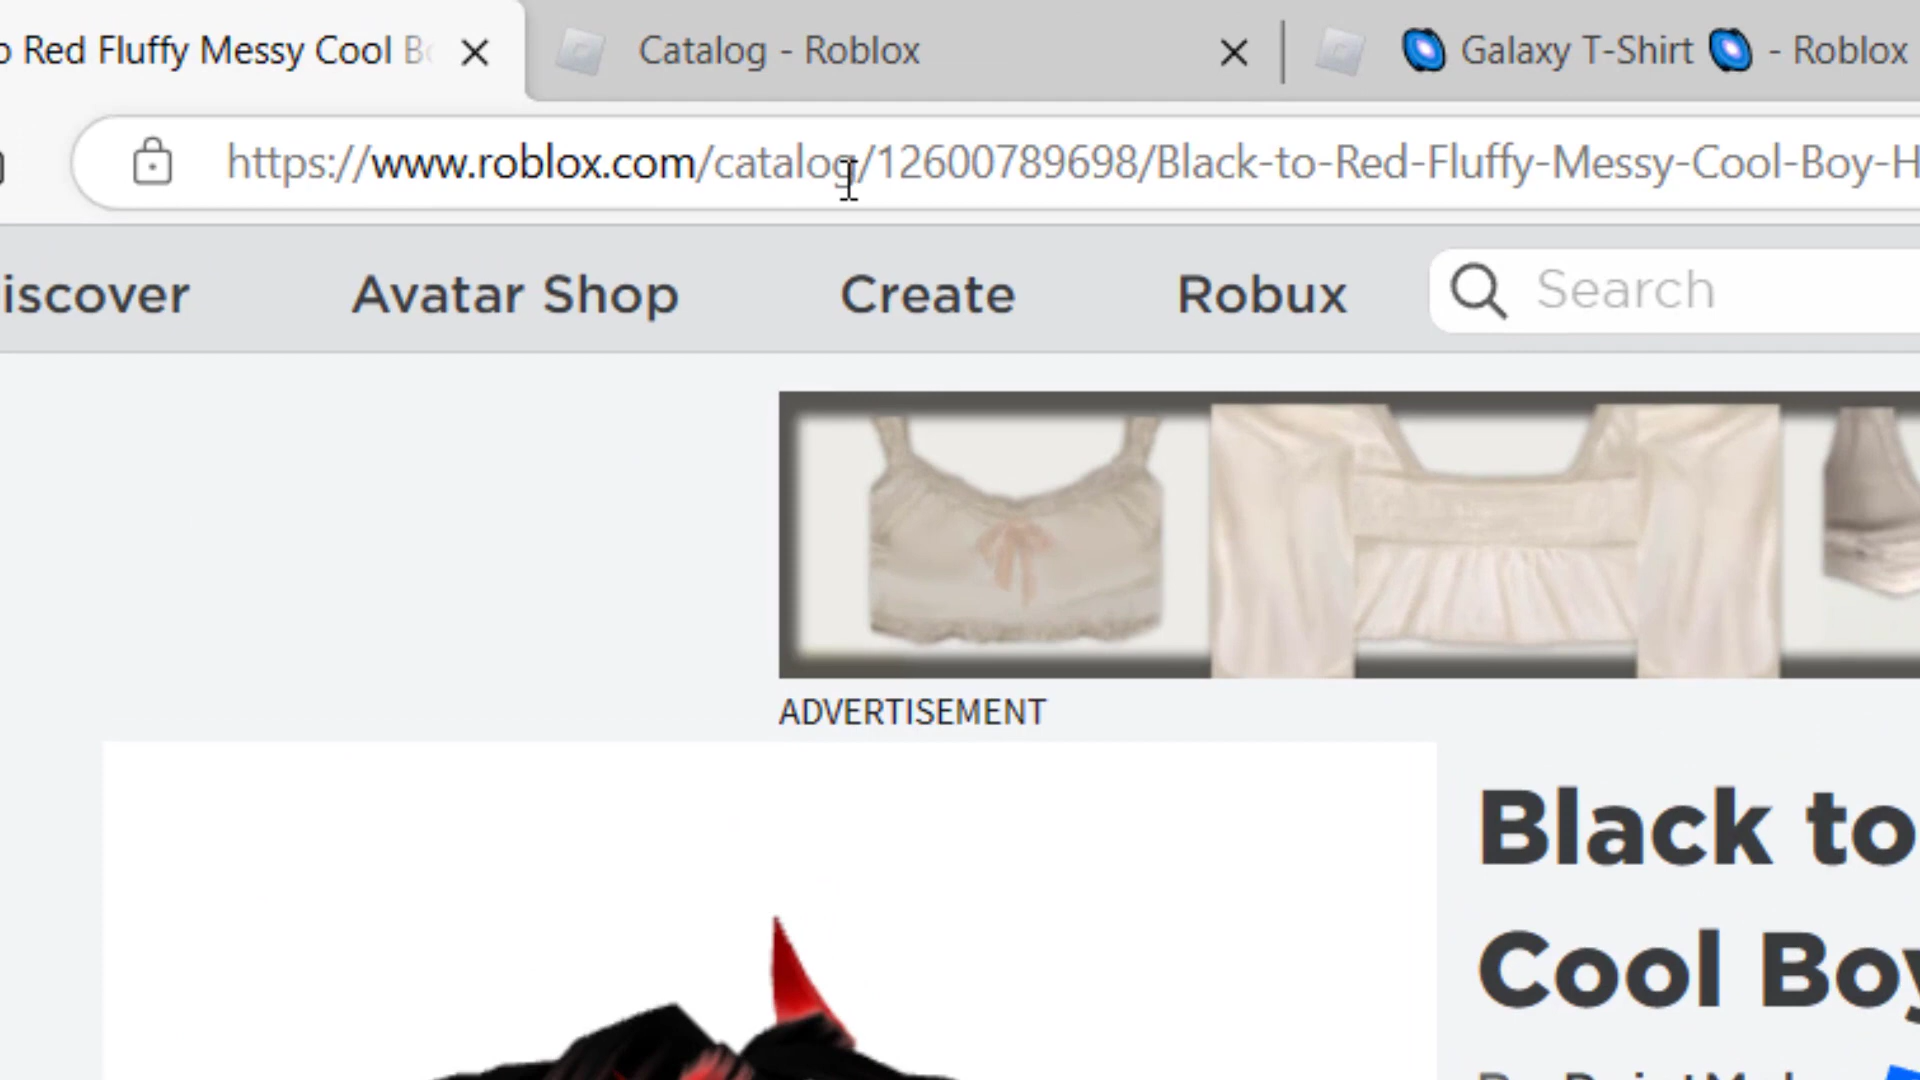 o Red Fluffy Messy Cool Bo
Catalog - Roblox
Galaxy T-Shirt - Roblox
https://www.roblox.com/catalog/12600789698/Black-to-Red-Fluffy-Messy-Cool-Boy-H
iscover
Avatar Shop
Create
Robux
Search
ADVERTISEMENT
Black to
Cool Boy